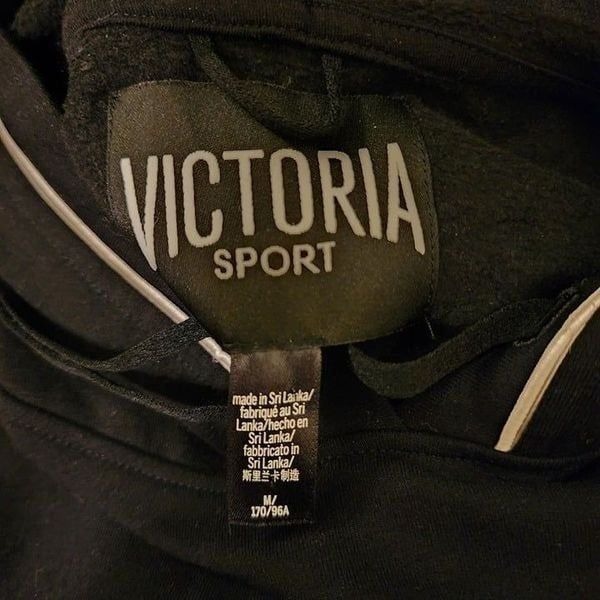 VICTORIA
SPORT
made in Sri Lanka/
fabriqué au Sri
Lanka/hecho en
Sri Lanka/
fabbricato in
Sri Lanka/
斯里兰卡制造
M/
170/96A